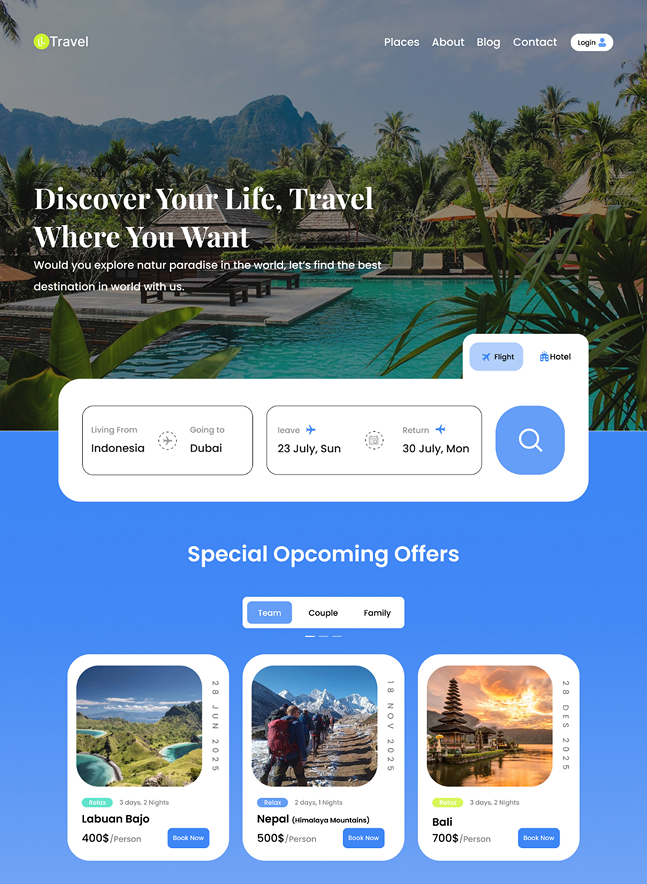 Travel
Places About Blog Contact Login
Discover Your Life, Travel
Where You Want
Would you explore natur paradise in the world, let's find the best
destination in world with us.
Flight Hotel
Living From Going to
Indonesia Dubai
leave Return
23 July, Sun 30 July, Mon
Special Opcoming Offers
Team Couple Family
28 JUN 2025
Relax 3 days, 2 Nights
Labuan Bajo
400$/Person Book Now
18 NOV 2025
Relax 2 days, 1 Nights
Nepal (Himalaya Mountains)
500$/Person Book Now
28 DES 2025
Relax 3 days, 2 Nights
Bali
700$/Person Book Now